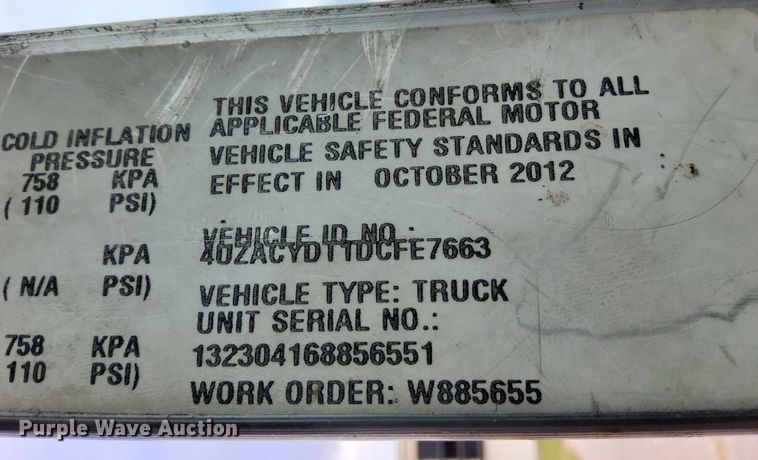 COLD INFLATION
PRESSURE
758 KPA
( 110 PSI)
KPA
( N/A PSI)
758 KPA
110 PSI)
THIS VEHICLE CONFORMS TO ALL
APPLICABLE FEDERAL MOTOR
VEHICLE SAFETY STANDARDS IN
EFFECT IN OCTOBER 2012
VEHICLE ID NO.:
4UZACYDT1DCFE7663
VEHICLE TYPE: TRUCK
UNIT SERIAL NO.:
132304168856551
WORK ORDER: W885655
Purple Wave Auction